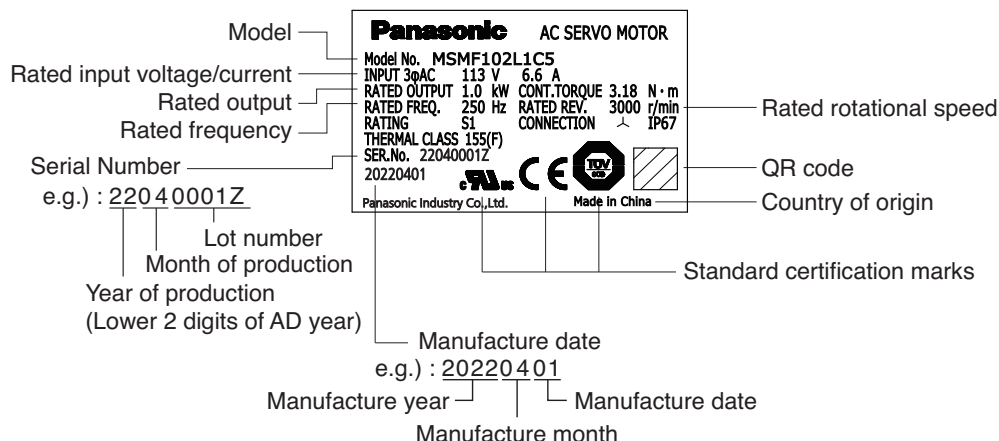 Model
Rated input voltage/current
Rated output
Rated frequency
Serial Number
e.g.) : 22040001Z
Lot number
Month of production
Year of production
(Lower 2 digits of AD year)
Panasonic AC SERVO MOTOR
Model No. MSMF102L1C5
INPUT 3φAC 113 V 6.6 A
RATED OUTPUT 1.0 kW CONT.TORQUE 3.18 N・m
RATED FREQ. 250 Hz RATED REV. 3000 r/min
RATING S1 CONNECTION IP67
THERMAL CLASS 155(F)
SER.No. 22040001Z
20220401
c US CE TÜV
Panasonic Industry Co.,Ltd. Made in China
Rated rotational speed
QR code
Country of origin
Standard certification marks
Manufacture date
e.g.) : 20220401
Manufacture year Manufacture date
Manufacture month